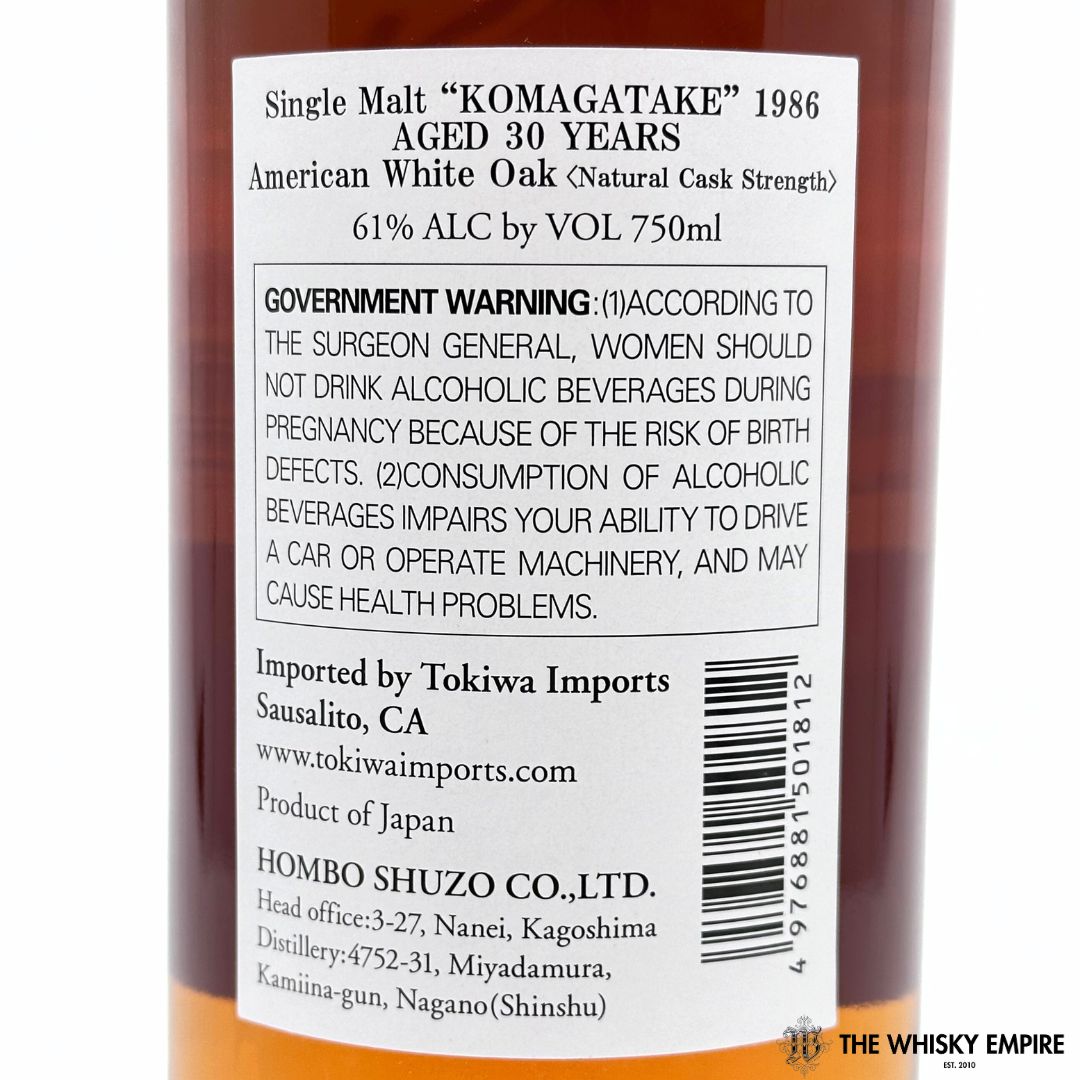 Single Malt “KOMAGATAKE” 1986
AGED 30 YEARS
American White Oak 〈Natural Cask Strength〉
61% ALC by VOL 750ml
GOVERNMENT WARNING:(1)ACCORDING TO
THE SURGEON GENERAL, WOMEN SHOULD
NOT DRINK ALCOHOLIC BEVERAGES DURING
PREGNANCY BECAUSE OF THE RISK OF BIRTH
DEFECTS. (2)CONSUMPTION OF ALCOHOLIC
BEVERAGES IMPAIRS YOUR ABILITY TO DRIVE
A CAR OR OPERATE MACHINERY, AND MAY
CAUSE HEALTH PROBLEMS.
Imported by Tokiwa Imports
Sausalito, CA
www.tokiwaimports.com
Product of Japan
HOMBO SHUZO CO.,LTD.
Head office:3-27, Nanei, Kagoshima
Distillery:4752-31, Miyadamura,
Kamiina-gun, Nagano(Shinshu)
4 976881 501812
THE WHISKY EMPIRE
EST. 2010